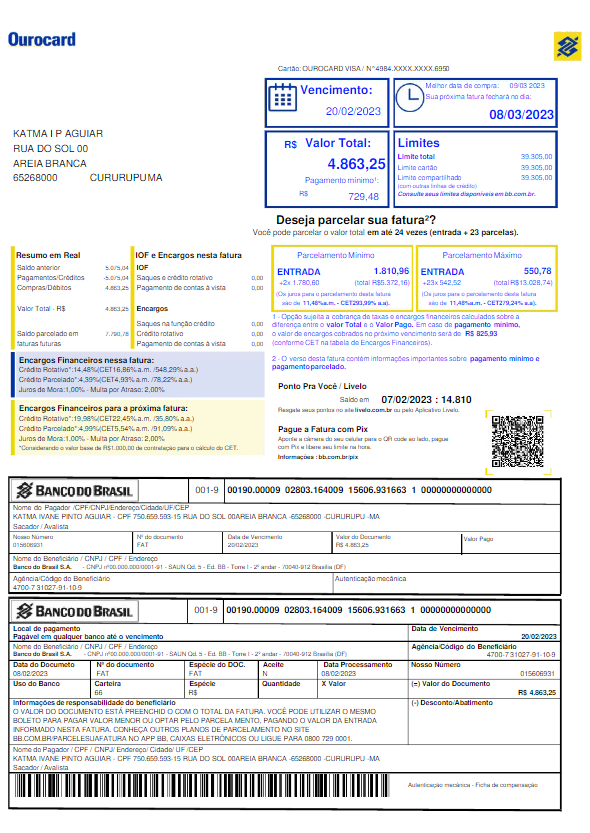 Ourocard
Cartão: OUROCARD VISA / N°4984.XXXX.XXXX.6950
Vencimento:
20/02/2023
Melhor data de compra: 09/03 2023
Sua próxima fatura fechará no dia:
08/03/2023
KATMA I P AGUIAR
RUA DO SOL 00
AREIA BRANCA
65268000 CURURUPUMA
R$ Valor Total:
4.863,25
Pagamento mínimo¹:
R$ 729,48
Limites
Limite total 39.305,00
Limite cartão 39.305,00
Limite compartilhado 39.305,00
(com outras linhas de crédito)
Consulte seus limites disponíveis em bb.com.br.
Deseja parcelar sua fatura²?
Você pode parcelar o valor total em até 24 vezes (entrada + 23 parcelas).
Resumo em Real
Saldo anterior 5.075,04
Pagamentos/Créditos -5.075,04
Compras/Débitos 4.863,25
Valor Total - R$ 4.863,25
Saldo parcelado em 7.790,78
faturas futuras
IOF e Encargos nesta fatura
IOF
Saques e crédito rotativo 0,00
Pagamento de contas à vista 0,00
Encargos
Saques na função crédito 0,00
Crédito rotativo 0,00
Pagamento de contas à vista 0,00
Parcelamento Mínimo
ENTRADA 1.810,96
+2x 1.780,60 (total R$5.372,16)
(Os juros para o parcelamento desta fatura
são de 11,48%a.m. - CET293,99% a.a.)
Parcelamento Máximo
ENTRADA 550,78
+23x 542,52 (total R$13.028,74)
(Os juros para o parcelamento desta fatura
são de 11,48%a.m. - CET279,24% a.a.)
1 - Opção sujeita a cobrança de taxas e encargos financeiros calculados sobre a
diferença entre o valor Total e o Valor Pago. Em caso de pagamento mínimo,
o valor de encargos cobrados no próximo vencimento será de R$ 825,93
(conforme CET na tabela de Encargos Financeiros).
2 - O verso desta fatura contém informações importantes sobre pagamento mínimo e
pagamento parcelado.
Encargos Financeiros nessa fatura:
Crédito Rotativo*:14,48%(CET16,86% a.m. /548,29% a.a.)
Crédito Parcelado*:4,39%(CET4,93% a.m. /78,22% a.a.)
Juros de Mora:1,00% - Multa por Atraso: 2,00%
Encargos Financeiros para a próxima fatura:
Crédito Rotativo*:19,98%(CET22,45% a.m. /35,80% a.a.)
Crédito Parcelado*:4,99%(CET5,54% a.m. /91,09% a.a.)
Juros de Mora:1,00% - Multa por Atraso: 2,00%
*Considerando o valor base de R$1.000,00 de contratação para o cálculo do CET.
Ponto Pra Você / Livelo
Saldo em 07/02/2023 : 14.810
Resgate seus pontos no site livelo.com.br ou pelo Aplicativo Livelo.
Pague a Fatura com Pix
Aponte a câmera do seu celular para o QR code ao lado, pague
com Pix e libere seu limite na hora.
Informações : bb.com.br/pix
BANCO DO BRASIL 001-9 00190.00009 02803.164009 15606.931663 1 00000000000000
Nome do Pagador /CPF/CNPJ/Endereço/Cidade/UF/CEP
KATMA IVANE PINTO AGUIAR - CPF 750.659.593-15 RUA DO SOL 00AREIA BRANCA -65268000 -CURURUPU -MA
Sacador / Avalista
Nosso Número N° do documento Data de Vencimento Valor do Documento Valor Pago
015606931 FAT 20/02/2023 R$ 4.863,25
Nome do Beneficiário / CNPJ / CPF / Endereço
Banco do Brasil S.A. - CNPJ n°00.000.000/0001-91 - SAUN Qd. 5 - Ed. BB - Torre I - 2° andar - 70040-912 Brasília (DF)
Agência/Código do Beneficiário Autenticação mecânica
4700-7 31027-91-10-9
BANCO DO BRASIL 001-9 00190.00009 02803.164009 15606.931663 1 00000000000000
Local de pagamento Data de Vencimento
Pagável em qualquer banco até o vencimento 20/02/2023
Nome do Beneficiário / CNPJ / CPF / Endereço Agência/Código do Beneficiário
Banco do Brasil S.A. - CNPJ n°00.000.000/0001-91 - SAUN Qd. 5 - Ed. BB - Torre I - 2° andar - 70040-912 Brasília (DF) 4700-7 31027-91-10-9
Data do Documeto N° do documento Espécie do DOC. Aceite Data Processamento Nosso Número
08/02/2023 FAT FAT N 08/02/2023 015606931
Uso do Banco Carteira Espécie Quantidade X Valor (=) Valor do Documento
66 R$ R$ 4.863,25
Informações de responsabilidade do beneficiário (-) Desconto/Abatimento
O VALOR DO DOCUMENTO ESTÁ PREENCHID O COM O TOTAL DA FATURA. VOCÊ PODE UTILIZAR O MESMO
BOLETO PARA PAGAR VALOR MENOR OU OPTAR PELO PARCELA MENTO, PAGANDO O VALOR DA ENTRADA
INFORMADO NESTA FATURA. CONHEÇA OUTROS PLANOS DE PARCELAMENTO NO SITE
BB.COM.BR/PARCELESUAFATURA NO APP BB, CAIXAS ELETRÔNICOS OU LIGUE PARA 0800 729 0001.
Nome do Pagador / CPF / CNPJ/ Endereço/ Cidade/ UF /CEP
KATMA IVANE PINTO AGUIAR - CPF 750.659.593-15 RUA DO SOL 00AREIA BRANCA -65268000 -CURURUPU -MA
Sacador / Avalista
Autenticação mecânica - Ficha de compensação